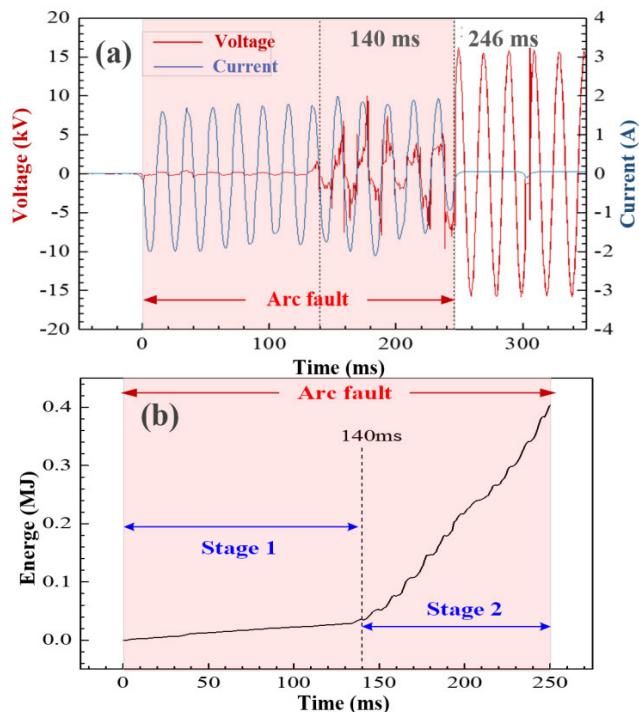 (a)
Voltage
Current
140 ms
246 ms
20
15
10
5
0
-5
-10
-15
-20
Voltage (kV)
4
3
2
1
0
-1
-2
-3
-4
Current (A)
Arc fault
0
100
200
300
Time (ms)
(b)
Arc fault
140ms
Stage 1
Stage 2
0.4
0.3
0.2
0.1
0.0
Energe (MJ)
0
50
100
150
200
250
Time (ms)